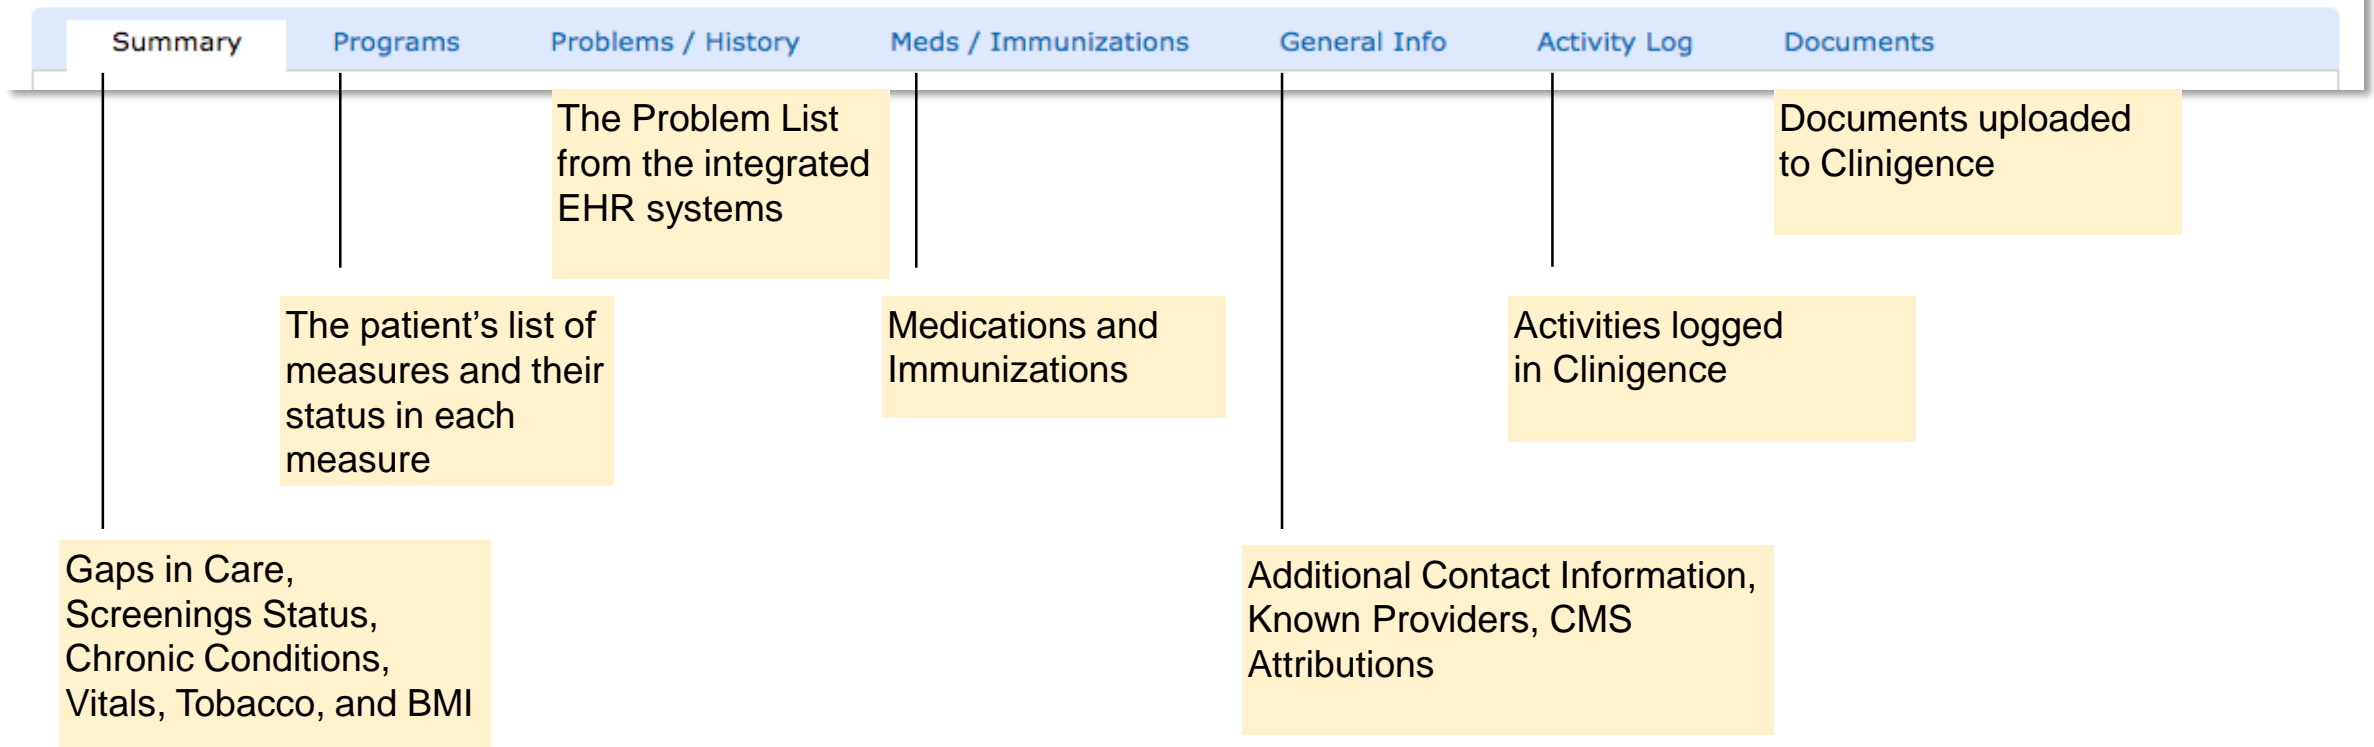 Summary Programs Problems / History Meds / Immunizations General Info Activity Log Documents
The Problem List
from the integrated
EHR systems
Documents uploaded
to Clinigence
The patient’s list of
measures and their
status in each
measure
Medications and
Immunizations
Activities logged
in Clinigence
Gaps in Care,
Screenings Status,
Chronic Conditions,
Vitals, Tobacco, and BMI
Additional Contact Information,
Known Providers, CMS
Attributions